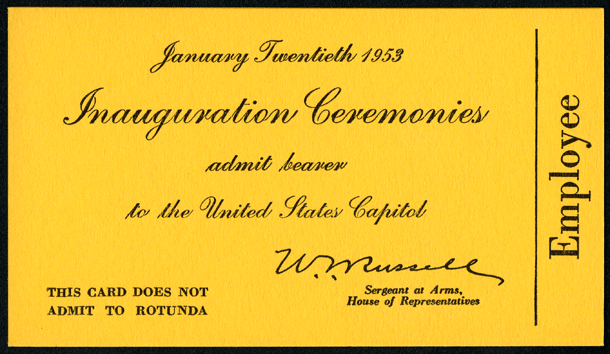 January Twentieth 1953
Inauguration Ceremonies
admit bearer
to the United States Capitol
W. F. Russell
Sergeant at Arms,
House of Representatives
THIS CARD DOES NOT
ADMIT TO ROTUNDA
Employee